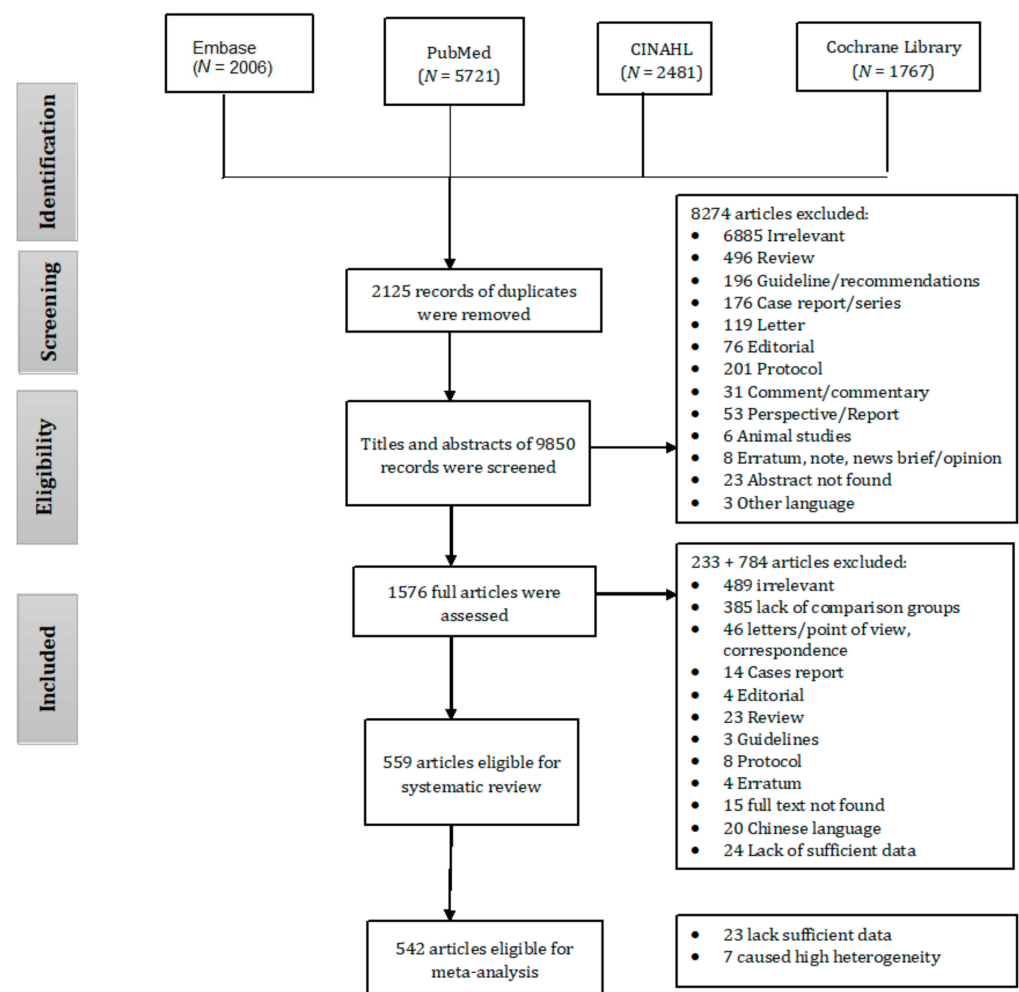 Embase
(N = 2006)
PubMed
(N = 5721)
CINAHL
(N = 2481)
Cochrane Library
(N = 1767)
Identification
2125 records of duplicates
were removed
Screening
8274 articles excluded:
• 6885 Irrelevant
• 496 Review
• 196 Guideline/recommendations
• 176 Case report/series
• 119 Letter
• 76 Editorial
• 201 Protocol
• 31 Comment/commentary
• 53 Perspective/Report
• 6 Animal studies
• 8 Erratum, note, news brief/opinion
• 23 Abstract not found
• 3 Other language
Titles and abstracts of 9850
records were screened
Eligibility
1576 full articles were
assessed
233 + 784 articles excluded:
• 489 irrelevant
• 385 lack of comparison groups
• 46 letters/point of view,
correspondence
• 14 Cases report
• 4 Editorial
• 23 Review
• 3 Guidelines
• 8 Protocol
• 4 Erratum
• 15 full text not found
• 20 Chinese language
• 24 Lack of sufficient data
Included
559 articles eligible for
systematic review
542 articles eligible for
meta-analysis
• 23 lack sufficient data
• 7 caused high heterogeneity